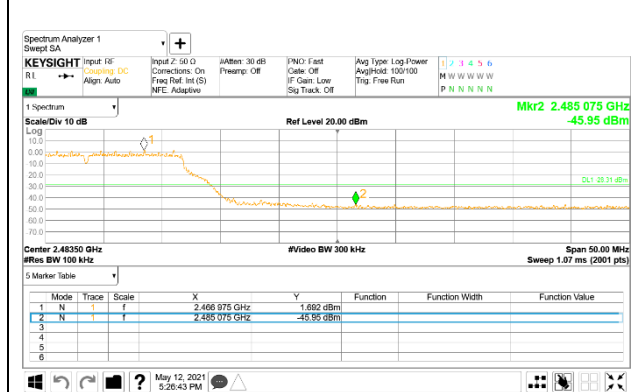 Spectrum Analyzer 1
Swept SA
+
KEYSIGHT Input: RF Input Z: 50 Ω #Atten: 30 dB PNO: Fast Avg Type: Log-Power 1 2 3 4 5 6
RL Coupling: DC Corrections: On Preamp: Off Gate: Off Avg|Hold: 100/100 M W W W W W
Align: Auto Freq Ref: Int (S) IF Gain: Low Trig: Free Run
NFE: Adaptive Sig Track: Off P N N N N N
1 Spectrum
Mkr2 2.485 075 GHz
Scale/Div 10 dB Ref Level 20.00 dBm -45.95 dBm
Log
10.0
0.00 1
10.0
20.0
30.0 DL1
40.0 2
50.0
60.0
-70.0
Center 2.48350 GHz #Video BW 300 kHz Span 50.00 MHz
#Res BW 100 kHz Sweep 1.07 ms (2001 pts)
5 Marker Table
Mode Trace Scale X Y Function Function Width Function Value
1 N 1 f 2.466 975 GHz 1.692 dBm
2 N 1 f 2.485 075 GHz -45.95 dBm
3
4
5
6
? May 12, 2021
5:26:43 PM